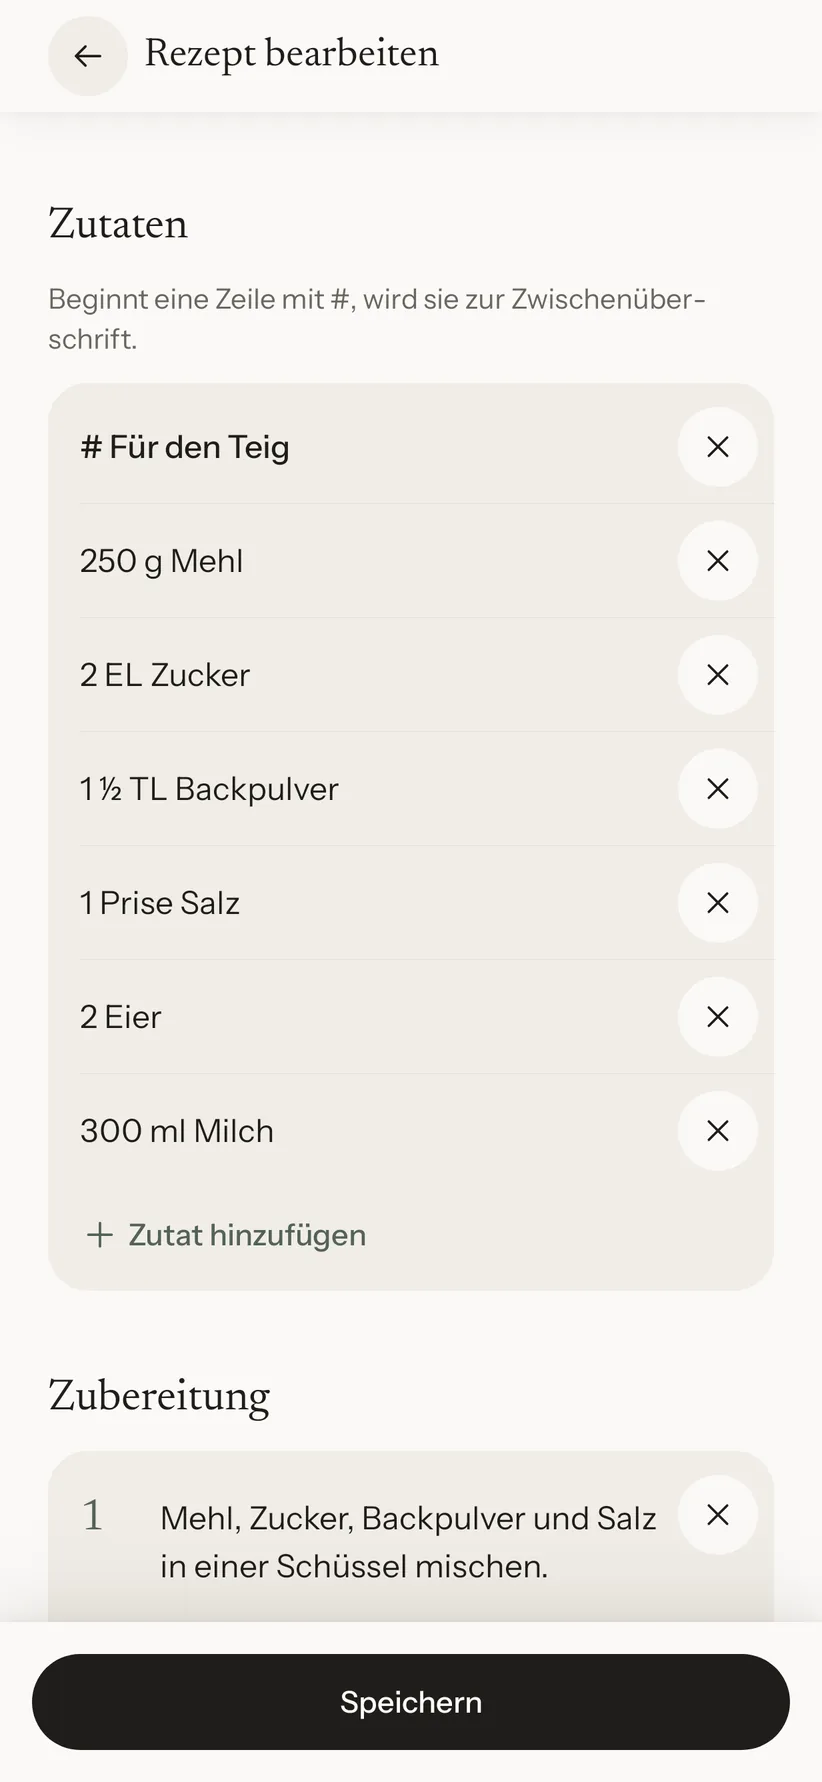 Rezept bearbeiten
Zutaten
Beginnt eine Zeile mit #, wird sie zur Zwischenüber-
schrift.
# Für den Teig
250 g Mehl
2 EL Zucker
1 ½ TL Backpulver
1 Prise Salz
2 Eier
300 ml Milch
Zutat hinzufügen
Zubereitung
1 Mehl, Zucker, Backpulver und Salz
in einer Schüssel mischen.
Speichern